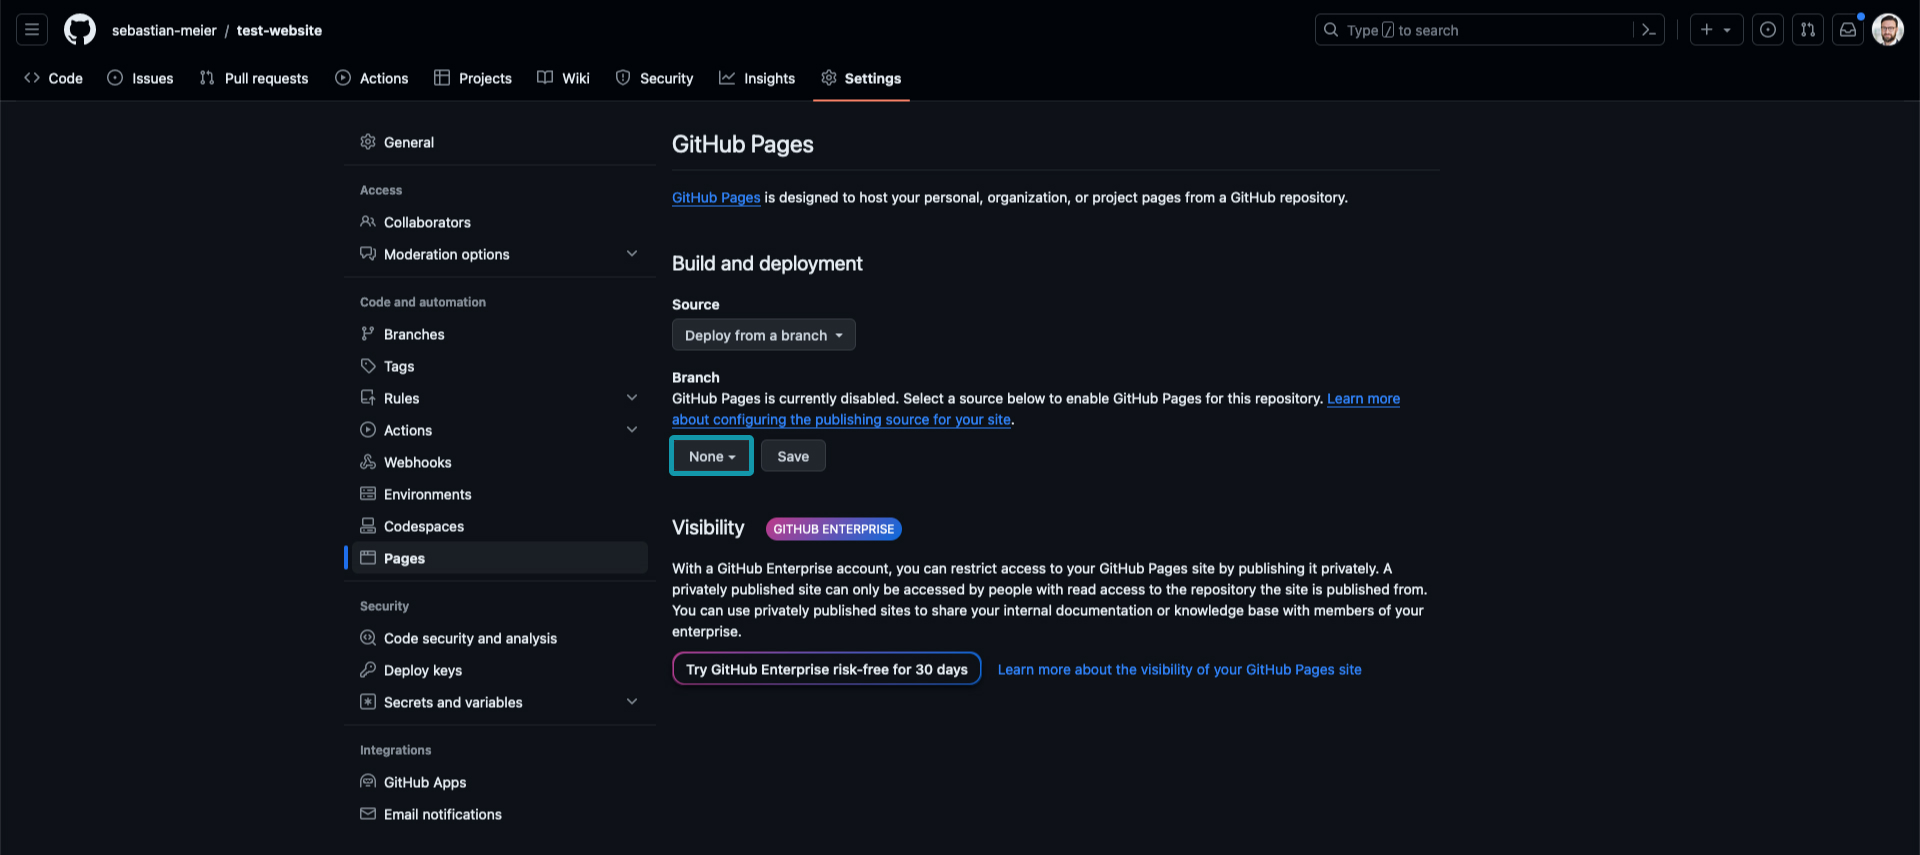 sebastian-meier / test-website
Type / to search
Code
Issues
Pull requests
Actions
Projects
Wiki
Security
Insights
Settings
General
Access
Collaborators
Moderation options
Code and automation
Branches
Tags
Rules
Actions
Webhooks
Environments
Codespaces
Pages
Security
Code security and analysis
Deploy keys
Secrets and variables
Integrations
GitHub Apps
Email notifications
GitHub Pages
GitHub Pages is designed to host your personal, organization, or project pages from a GitHub repository.
Build and deployment
Source
Deploy from a branch
Branch
GitHub Pages is currently disabled. Select a source below to enable GitHub Pages for this repository. Learn more
about configuring the publishing source for your site.
None
Save
Visibility GITHUB ENTERPRISE
With a GitHub Enterprise account, you can restrict access to your GitHub Pages site by publishing it privately. A
privately published site can only be accessed by people with read access to the repository the site is published from.
You can use privately published sites to share your internal documentation or knowledge base with members of your
enterprise.
Try GitHub Enterprise risk-free for 30 days
Learn more about the visibility of your GitHub Pages site